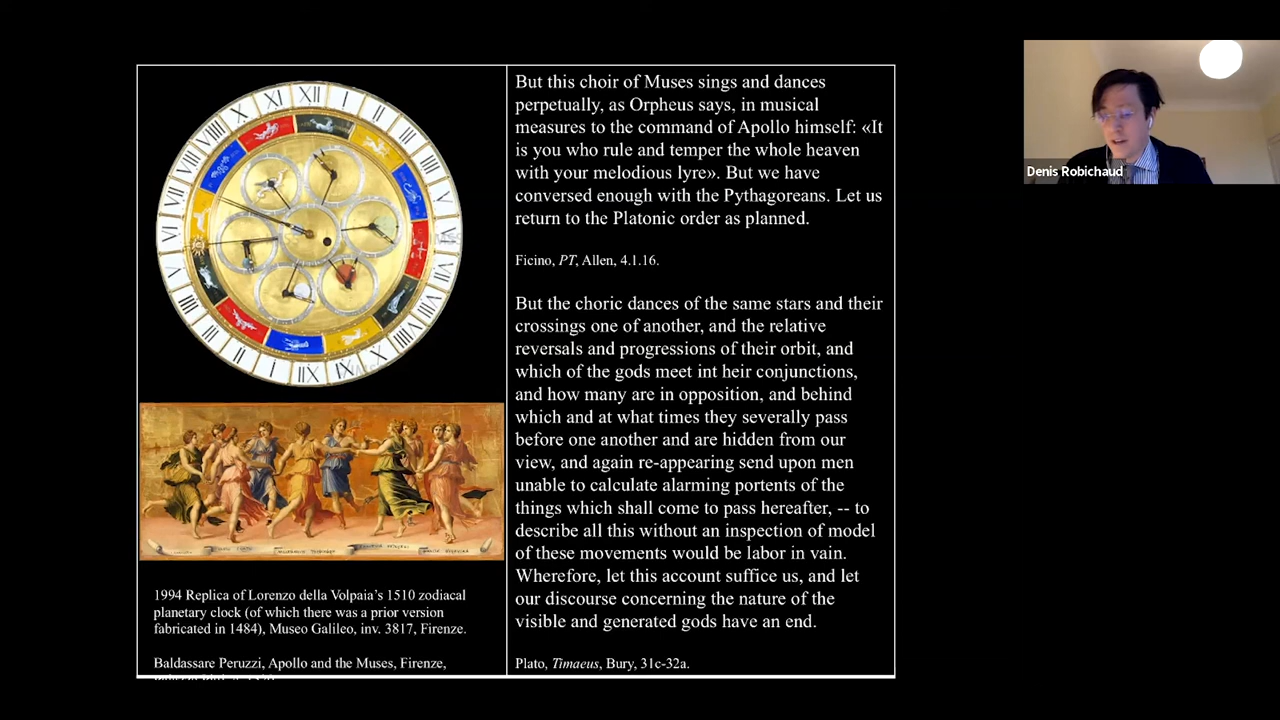 But this choir of Muses sings and dances
perpetually, as Orpheus says, in musical
measures to the command of Apollo himself: «It
is you who rule and temper the whole heaven
with your melodious lyre». But we have
conversed enough with the Pythagoreans. Let us
return to the Platonic order as planned.
Ficino, PT, Allen, 4.1.16.
But the choric dances of the same stars and their
crossings one of another, and the relative
reversals and progressions of their orbit, and
which of the gods meet int heir conjunctions,
and how many are in opposition, and behind
which and at what times they severally pass
before one another and are hidden from our
view, and again re-appearing send upon men
unable to calculate alarming portents of the
things which shall come to pass hereafter, -- to
describe all this without an inspection of model
of these movements would be labor in vain.
Wherefore, let this account suffice us, and let
our discourse concerning the nature of the
visible and generated gods have an end.
Plato, Timaeus, Bury, 31c-32a.
1994 Replica of Lorenzo della Volpaia's 1510 zodiacal
planetary clock (of which there was a prior version
fabricated in 1484), Museo Galileo, inv. 3817, Firenze.
Baldassare Peruzzi, Apollo and the Muses, Firenze,
Denis Robichaud